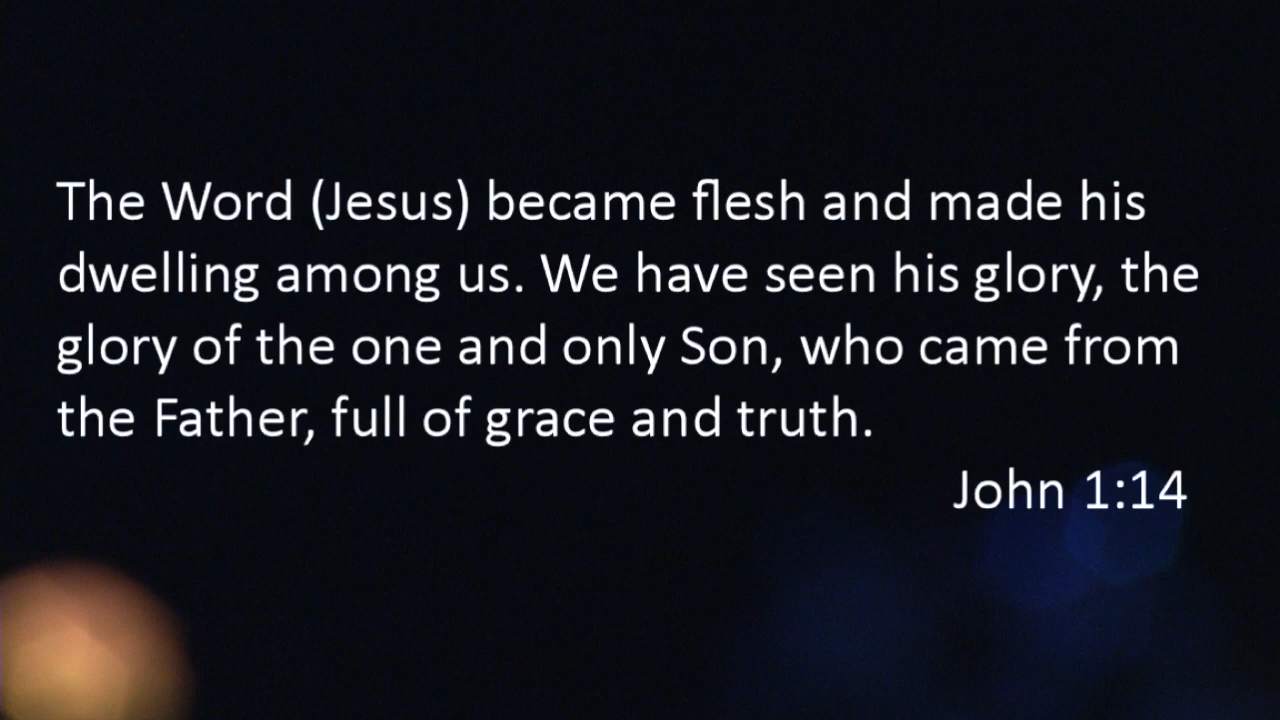 The Word (Jesus) became flesh and made his
dwelling among us. We have seen his glory, the
glory of the one and only Son, who came from
the Father, full of grace and truth.
John 1:14